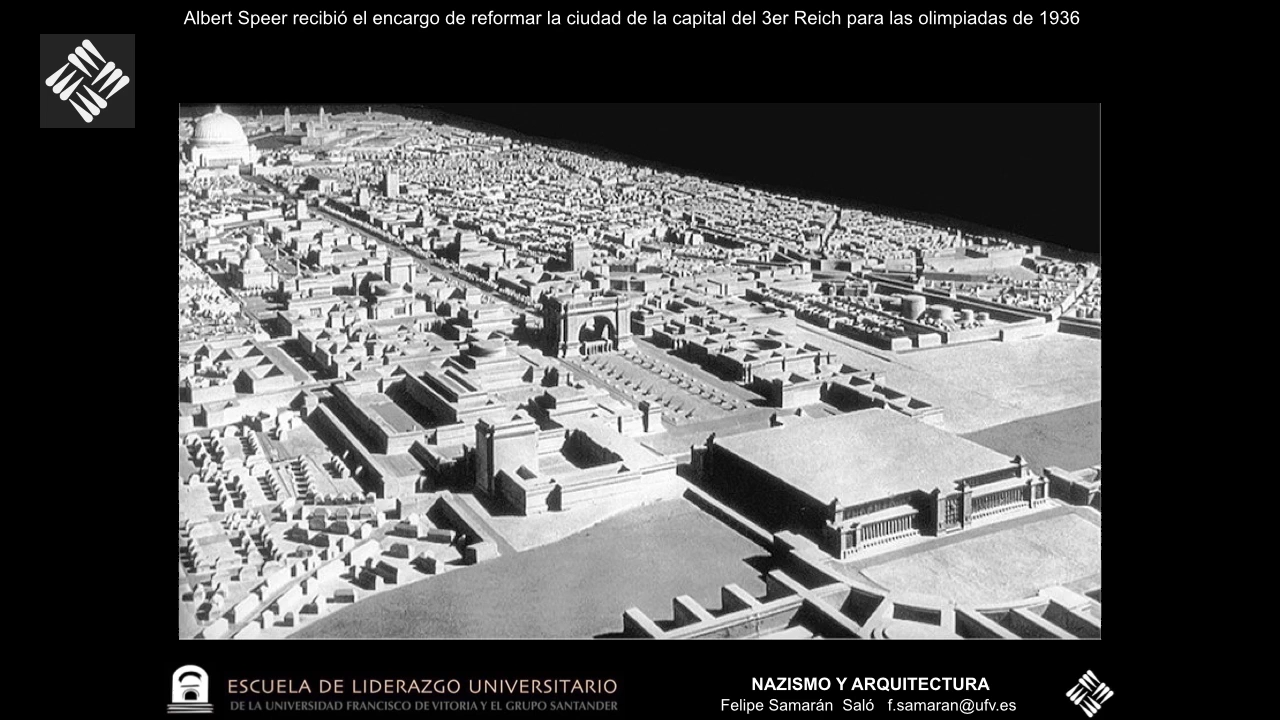 Albert Speer recibió el encargo de reformar la ciudad de la capital del 3er Reich para las olimpiadas de 1936
ESCUELA DE LIDERAZGO UNIVERSITARIO
DE LA UNIVERSIDAD FRANCISCO DE VITORIA Y EL GRUPO SANTANDER
NAZISMO Y ARQUITECTURA
Felipe Samarán Saló f.samaran@ufv.es